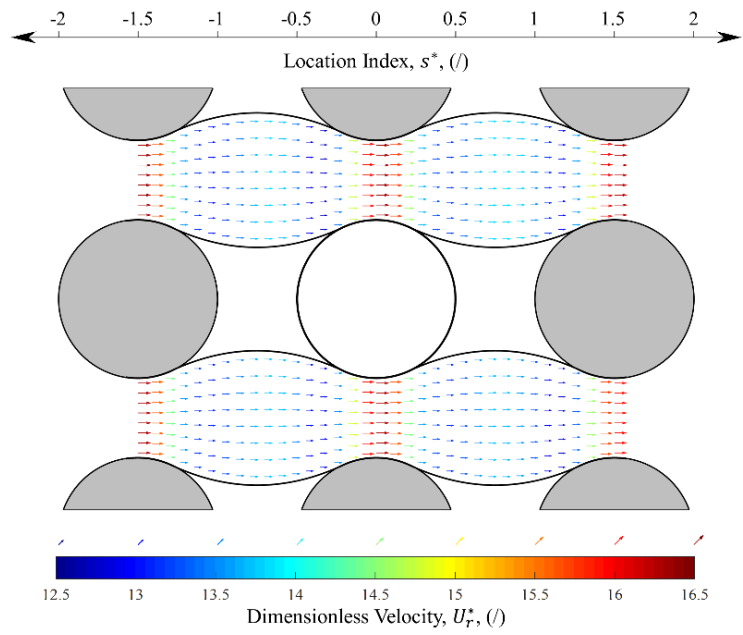 -2 -1.5 -1 -0.5 0 0.5 1 1.5 2
Location Index, s*, (/)
12.5 13 13.5 14 14.5 15 15.5 16 16.5
Dimensionless Velocity, U*r, (/)